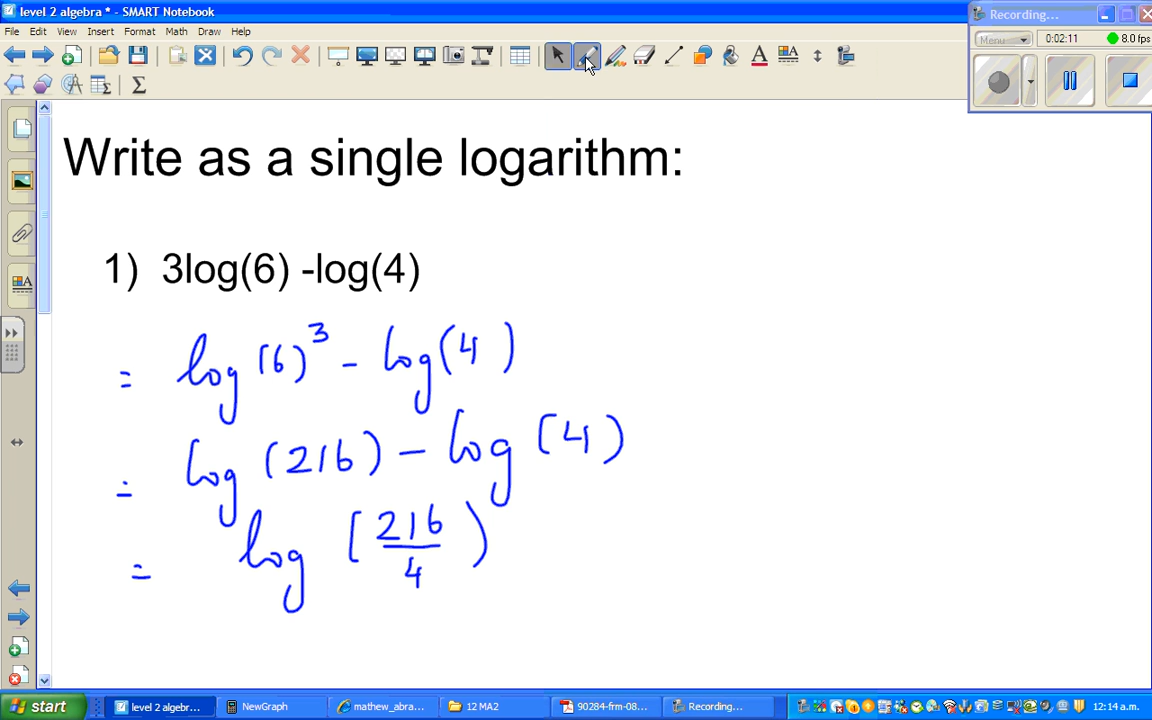 level 2 algebra * - SMART Notebook
Recording...
File Edit View Insert Format Math Draw Help
Menu 0:02:11 8.0 fps
Write as a single logarithm:
1) 3log(6) -log(4)
= log (6)³ - log(4)
= log (216) - log (4)
= log (216/4)
start level 2 algebr... NewGraph mathew_abra... 12 MA2 90284-frm-08... Recording... 12:14 a.m.